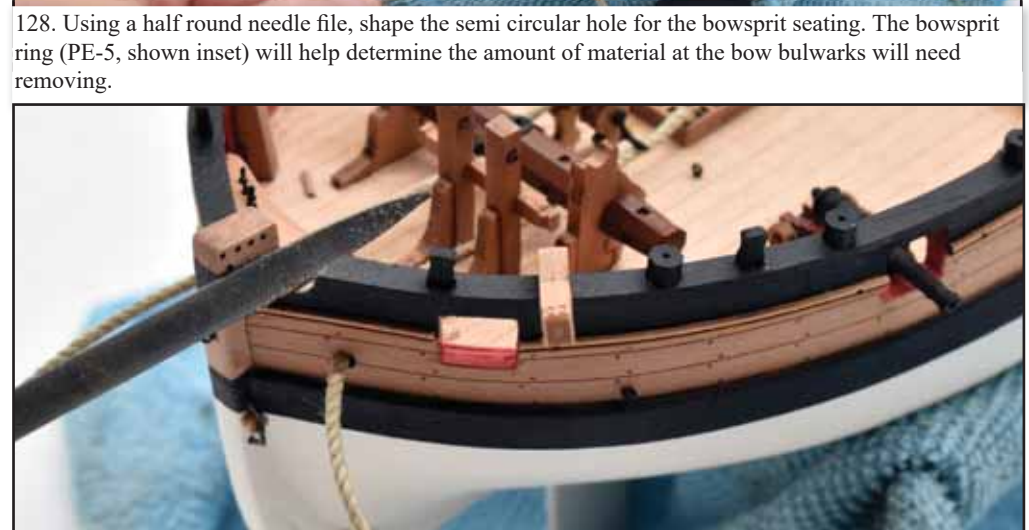 128. Using a half round needle file, shape the semi circular hole for the bowsprit seating. The bowsprit
ring (PE-5, shown inset) will help determine the amount of material at the bow bulwarks will need
removing.